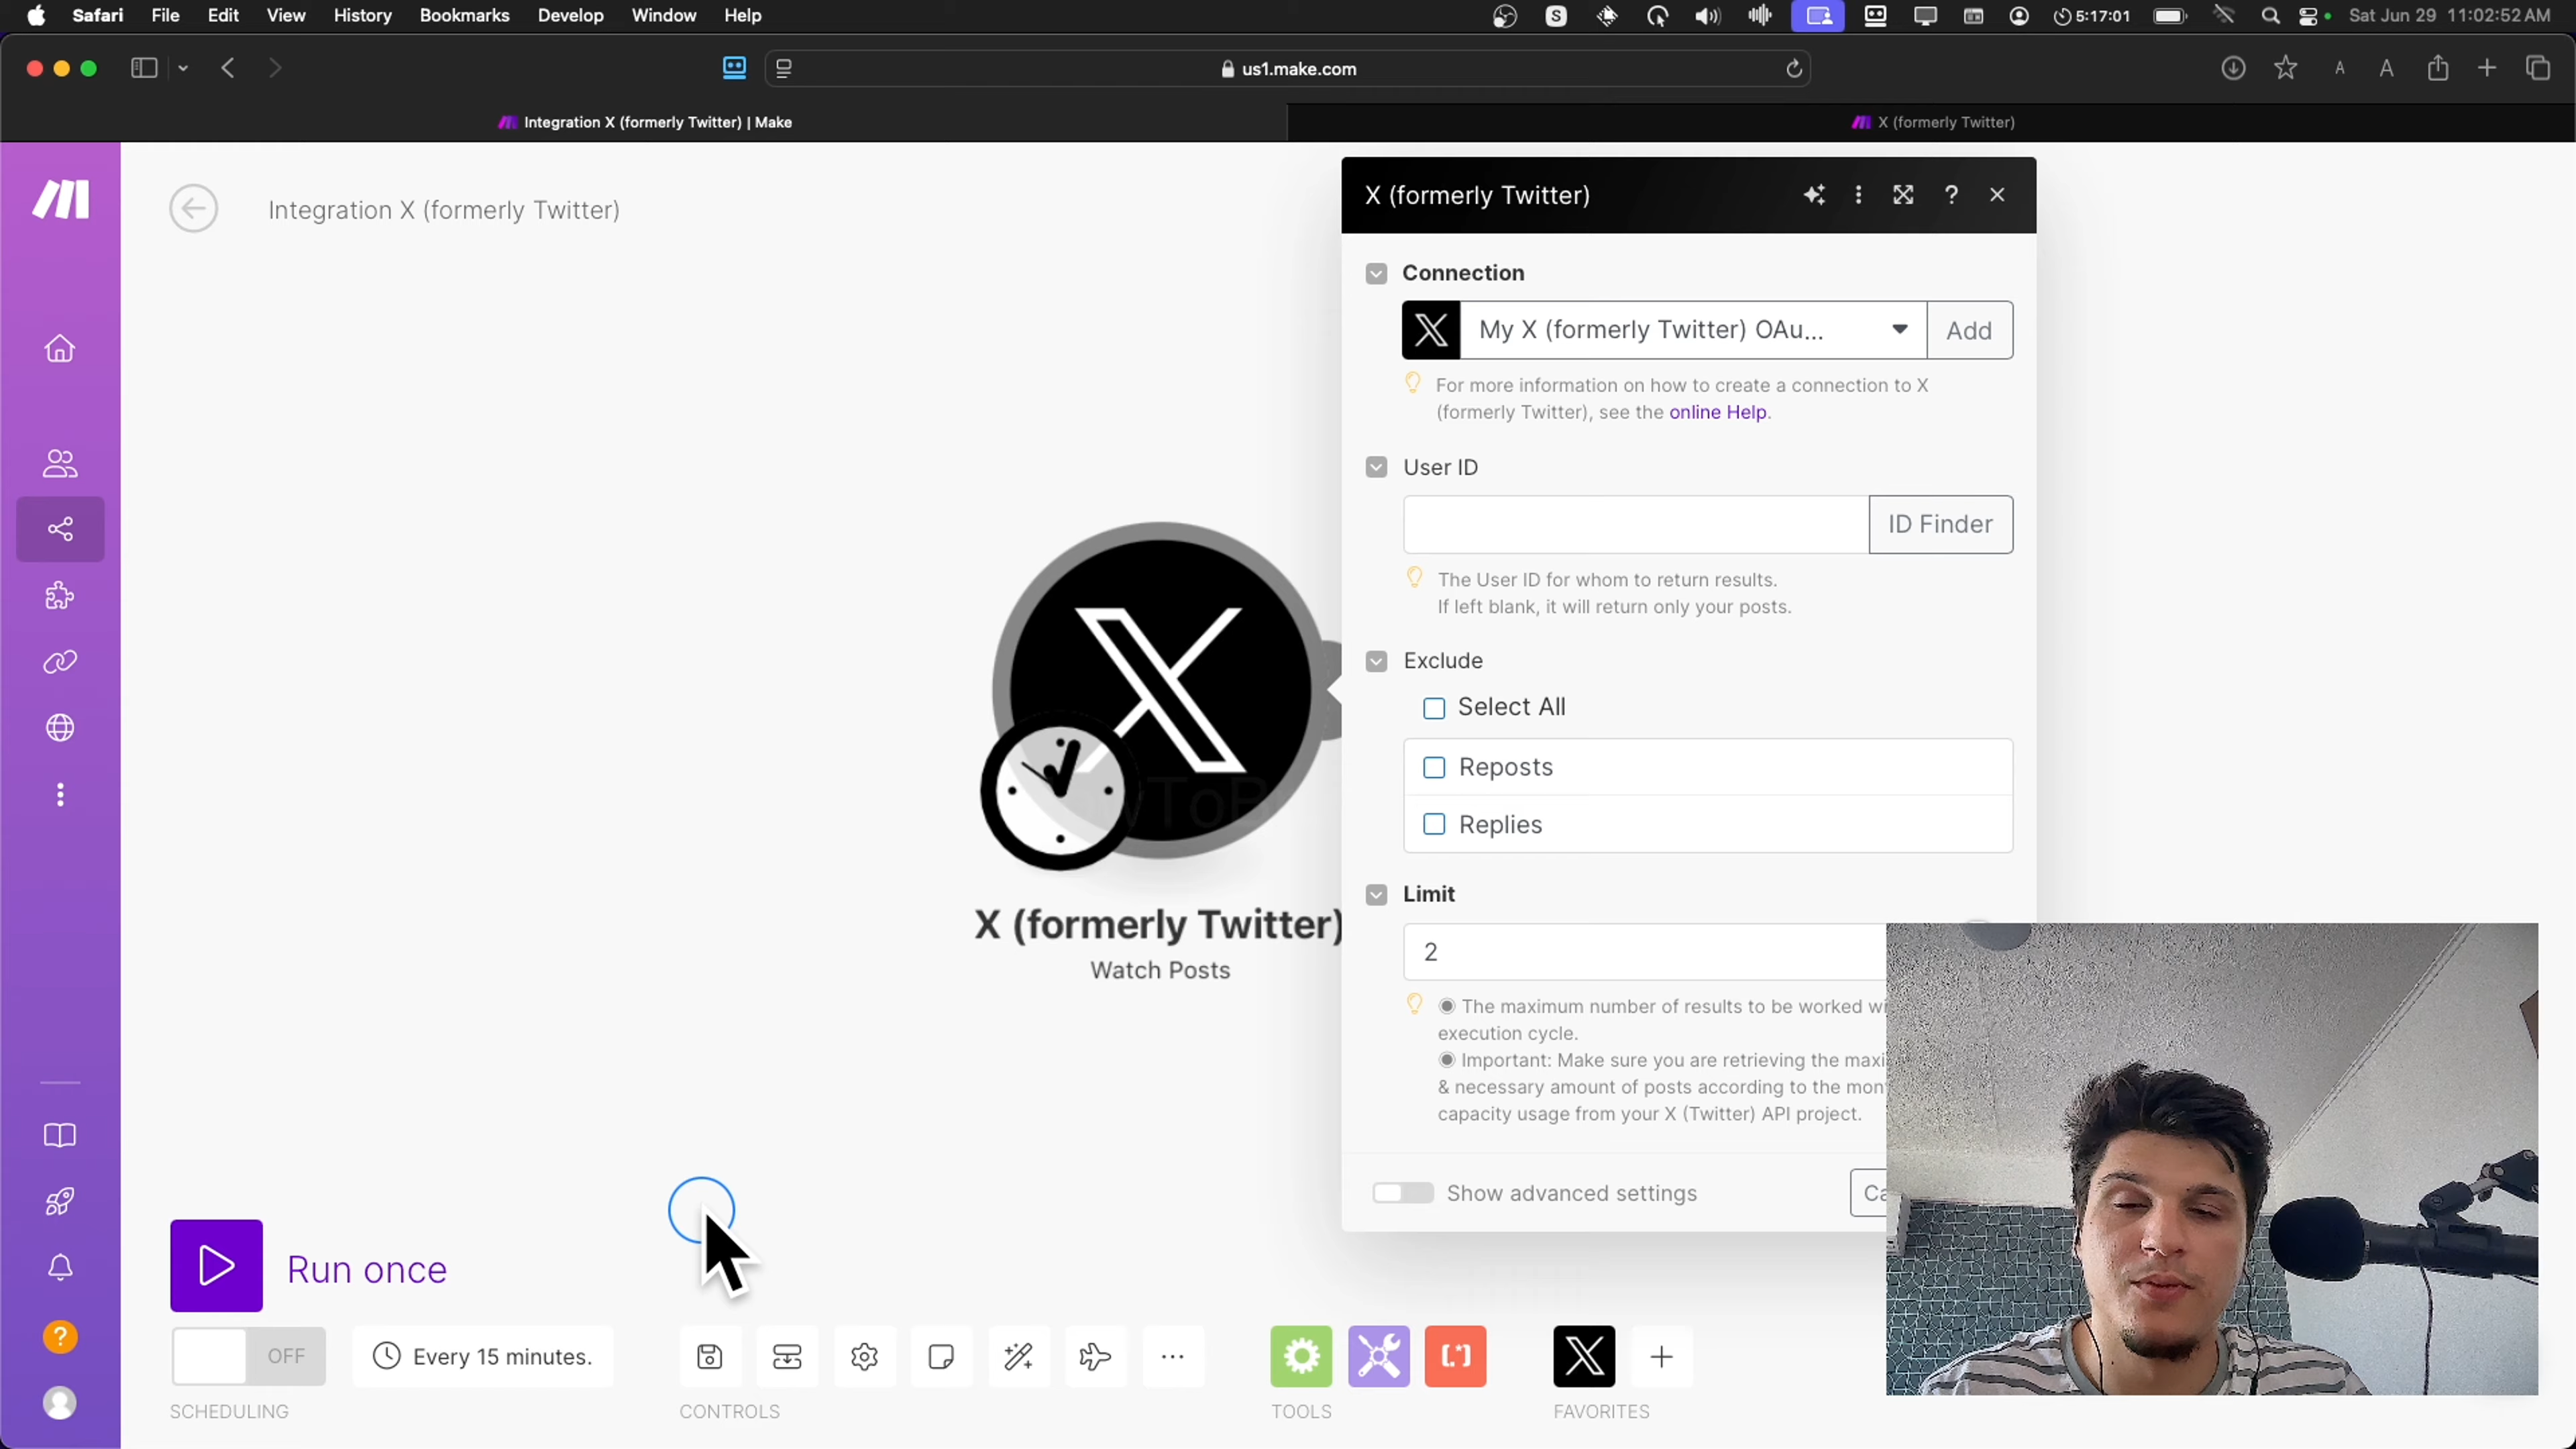 Safari File Edit View History Bookmarks Develop Window Help
S
5:17:01
Sat Jun 29 11:02:52 AM
us1.make.com
A A
Integration X (formerly Twitter) | Make
X (formerly Twitter)
Integration X (formerly Twitter)
X (formerly Twitter)
?
Connection
My X (formerly Twitter) OAu...
Add
For more information on how to create a connection to X
(formerly Twitter), see the online Help.
User ID
ID Finder
The User ID for whom to return results.
If left blank, it will return only your posts.
Exclude
Select All
Reposts
Replies
X (formerly Twitter)
Watch Posts
Limit
2
The maximum number of results to be worked wi
execution cycle.
Important: Make sure you are retrieving the maxi
& necessary amount of posts according to the mon
capacity usage from your X (Twitter) API project.
Show advanced settings
Ca
Run once
OFF
Every 15 minutes.
SCHEDULING
CONTROLS
TOOLS
FAVORITES
?